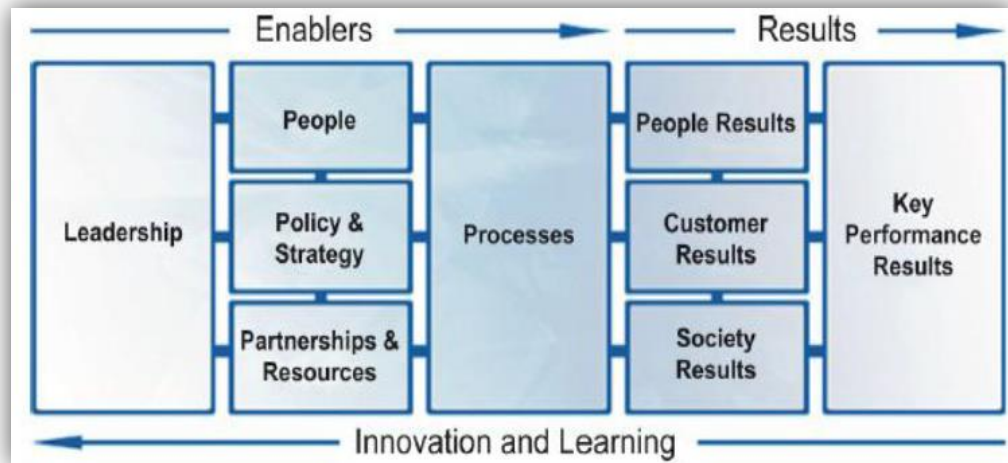 Enablers
Results
Leadership
People
Policy &
Strategy
Partnerships &
Resources
Processes
People Results
Customer
Results
Society
Results
Key
Performance
Results
Innovation and Learning